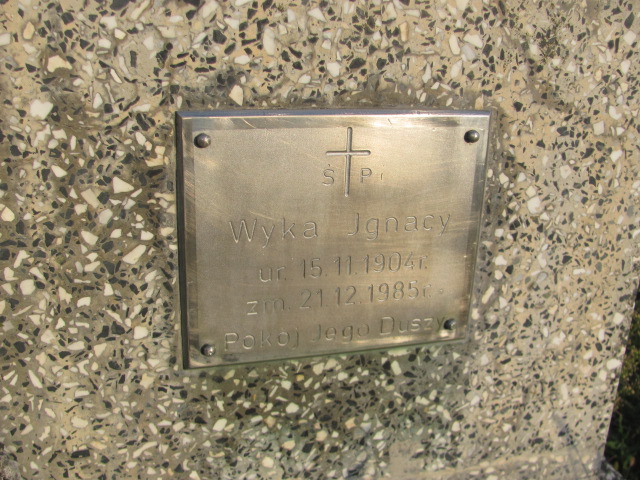 Ś P.
Wyka Jgnacy
ur. 15.11.1904r.
zm. 21.12.1985r.
Pokój Jego Duszy